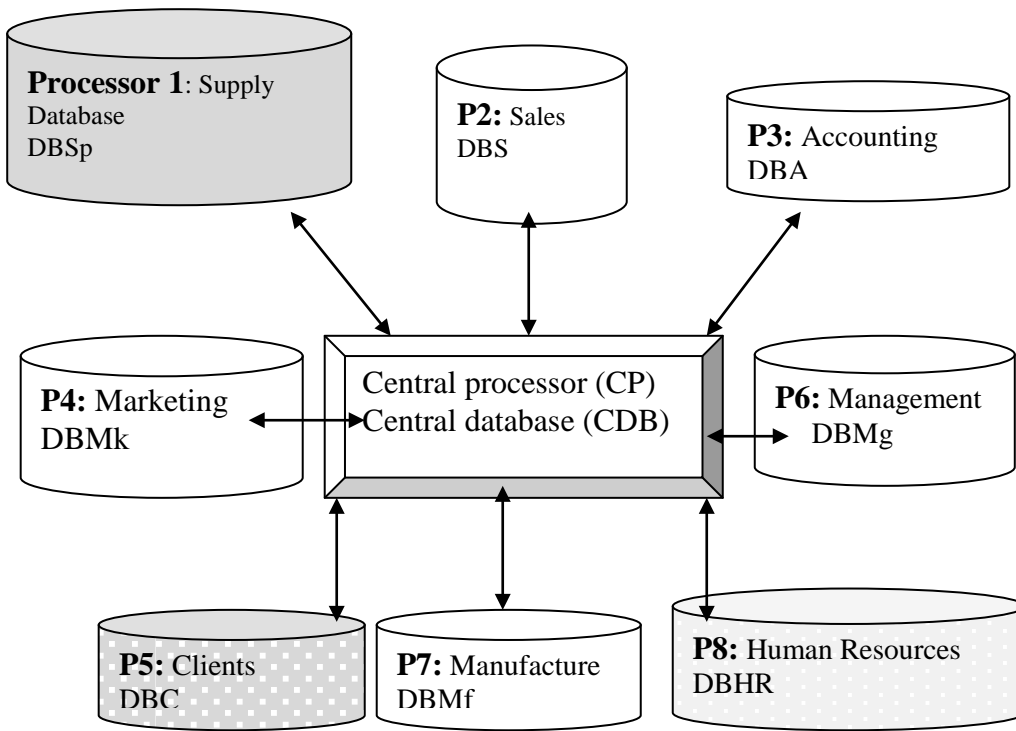 Processor 1: Supply
Database
DBSp
P2: Sales
DBS
P3: Accounting
DBA
P4: Marketing
DBMk
Central processor (CP)
Central database (CDB)
P6: Management
DBMg
P5: Clients
DBC
P7: Manufacture
DBMf
P8: Human Resources
DBHR